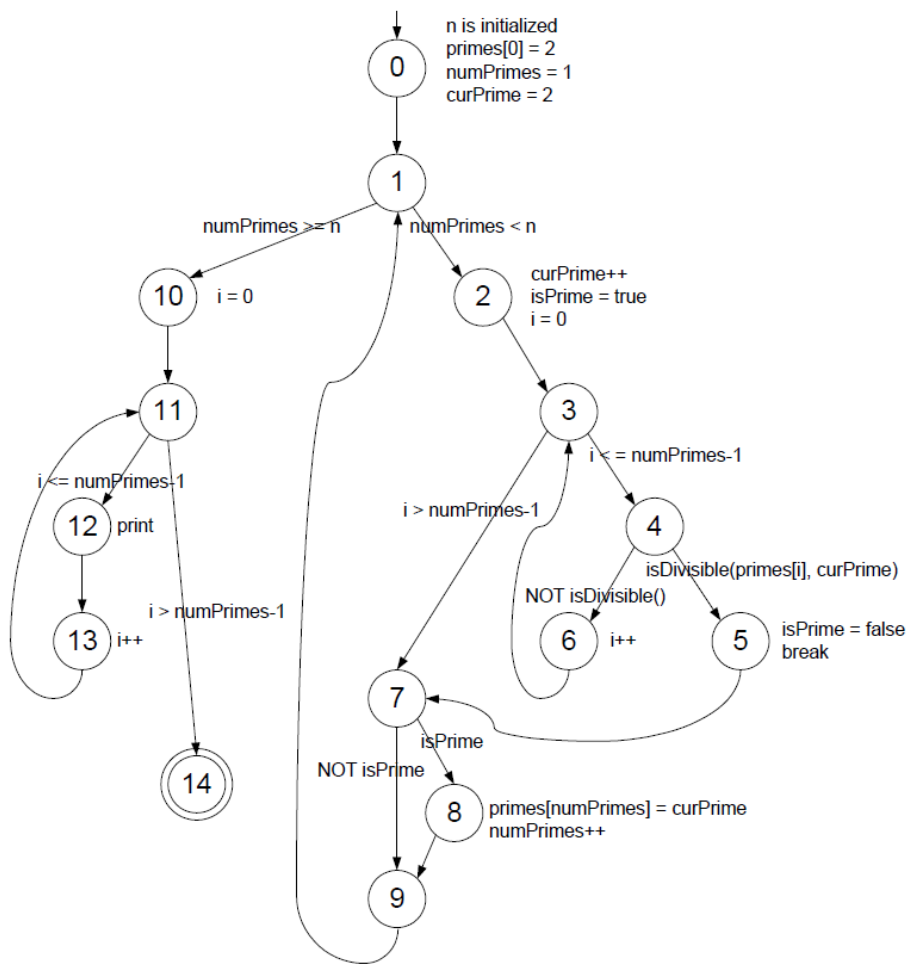 n is initialized
primes[0] = 2
numPrimes = 1
curPrime = 2
0
1
numPrimes >= n
numPrimes < n
10
i = 0
2
curPrime++
isPrime = true
i = 0
11
3
i <= numPrimes-1
i < = numPrimes-1
i > numPrimes-1
12
print
4
isDivisible(primes[i], curPrime)
NOT isDivisible()
i > numPrimes-1
13
i++
6
i++
5
isPrime = false
break
7
isPrime
NOT isPrime
14
8
primes[numPrimes] = curPrime
numPrimes++
9